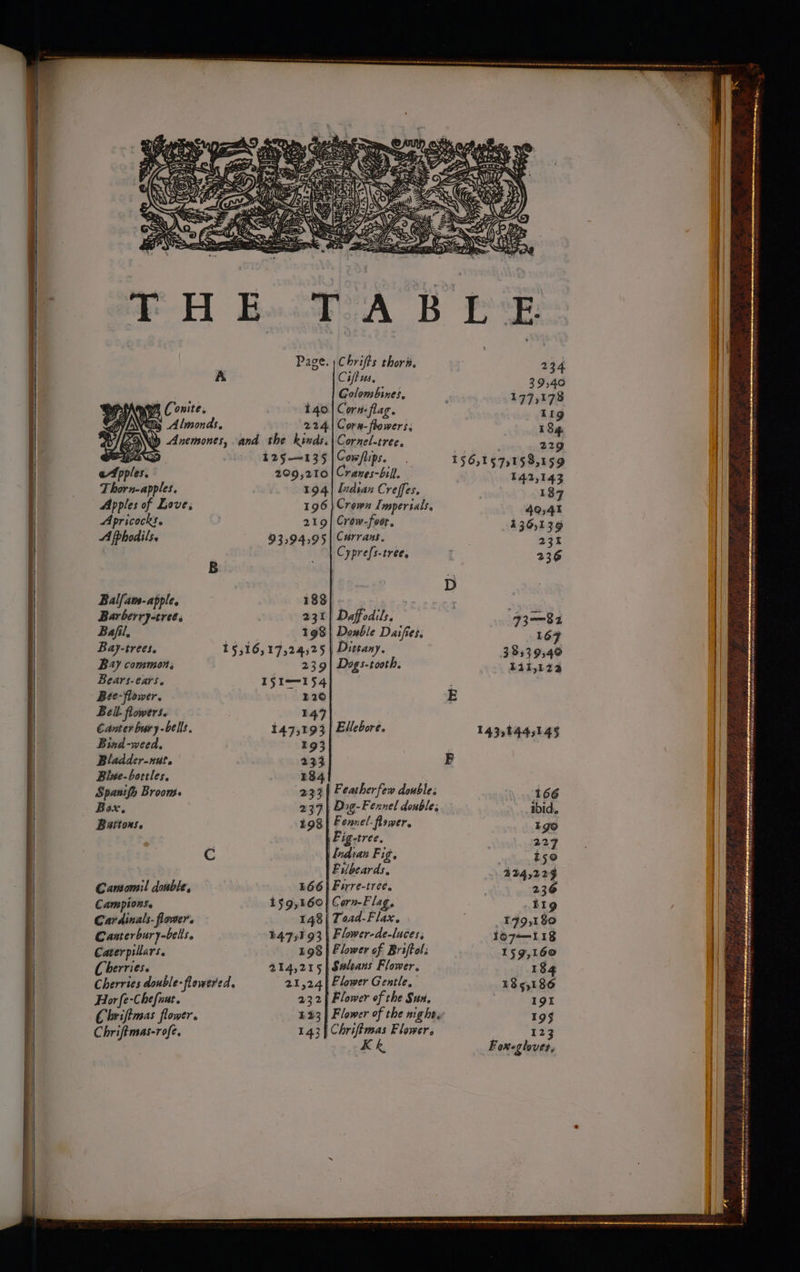 THE TABLE
Page.
A
Aconite. 140
Almonds. 224
Anemones, and the kinds.
125—135
Apples. 209,210
Thorn-apples. 194
Apples of Love. 196
Apricocks. 219
Aſphodils. 93,94,95
B
Balſam-apple. 188
Barberry-tree. 231
Baſil. 198
Bay-trees. 15,16,17,24,25
Bay common. 239
Bears-ears. 151—154
Bee-flower. 120
Bell-flowers. 147
Canterbury-bells. 147,193
Bind-weed. 193
Bladder-nut. 233
Blue-bottles. 184
Spaniſh Broom. 233
Box. 237
Buttons. 198
C
Camomil double. 166
Campions. 159,160
Cardinals-flower. 148
Canterbury-bells. 147,193
Caterpillars. 198
Cherries. 214,215
Cherries double-flowered. 21,24
Horſe-Cheſnut. 232
Chriſtmas flower. 123
Chriſtmas-roſe. 143
Chriſts thorn. 234
Ciſtus. 39,40
Colombines. 177,178
Corn-flag. 119
Corn-flowers. 184
Cornel-tree. 229
Cowſlips. 156,157,158,159
Cranes-bill. 142,143
Indian Creſſes. 187
Crown Imperials. 40,41
Crow-foot. 136,139
Currans. 231
Cypreſs-tree. 236
D
Daffodils. 73—82
Double Daiſies. 167
Dittany. 38,39,40
Dogs-tooth. 121,123
E
Ellebore. 143,144,145
F
Featherfew double. 166
Dog-Fennel double. ibid.
Fennel-flower. 190
Fig-tree. 227
Indian Fig. 150
Filbeards. 224,225
Firre-tree. 236
Corn-Flag. 119
Toad-Flax. 179,180
Flower-de-luces. 107—118
Flower of Briſtol. 159,160
Sultans Flower. 184
Flower Gentle. 185,186
Flower of the Sun. 191
Flower of the night. 195
Chriſtmas Flower. 123
Kk Fox-gloves,